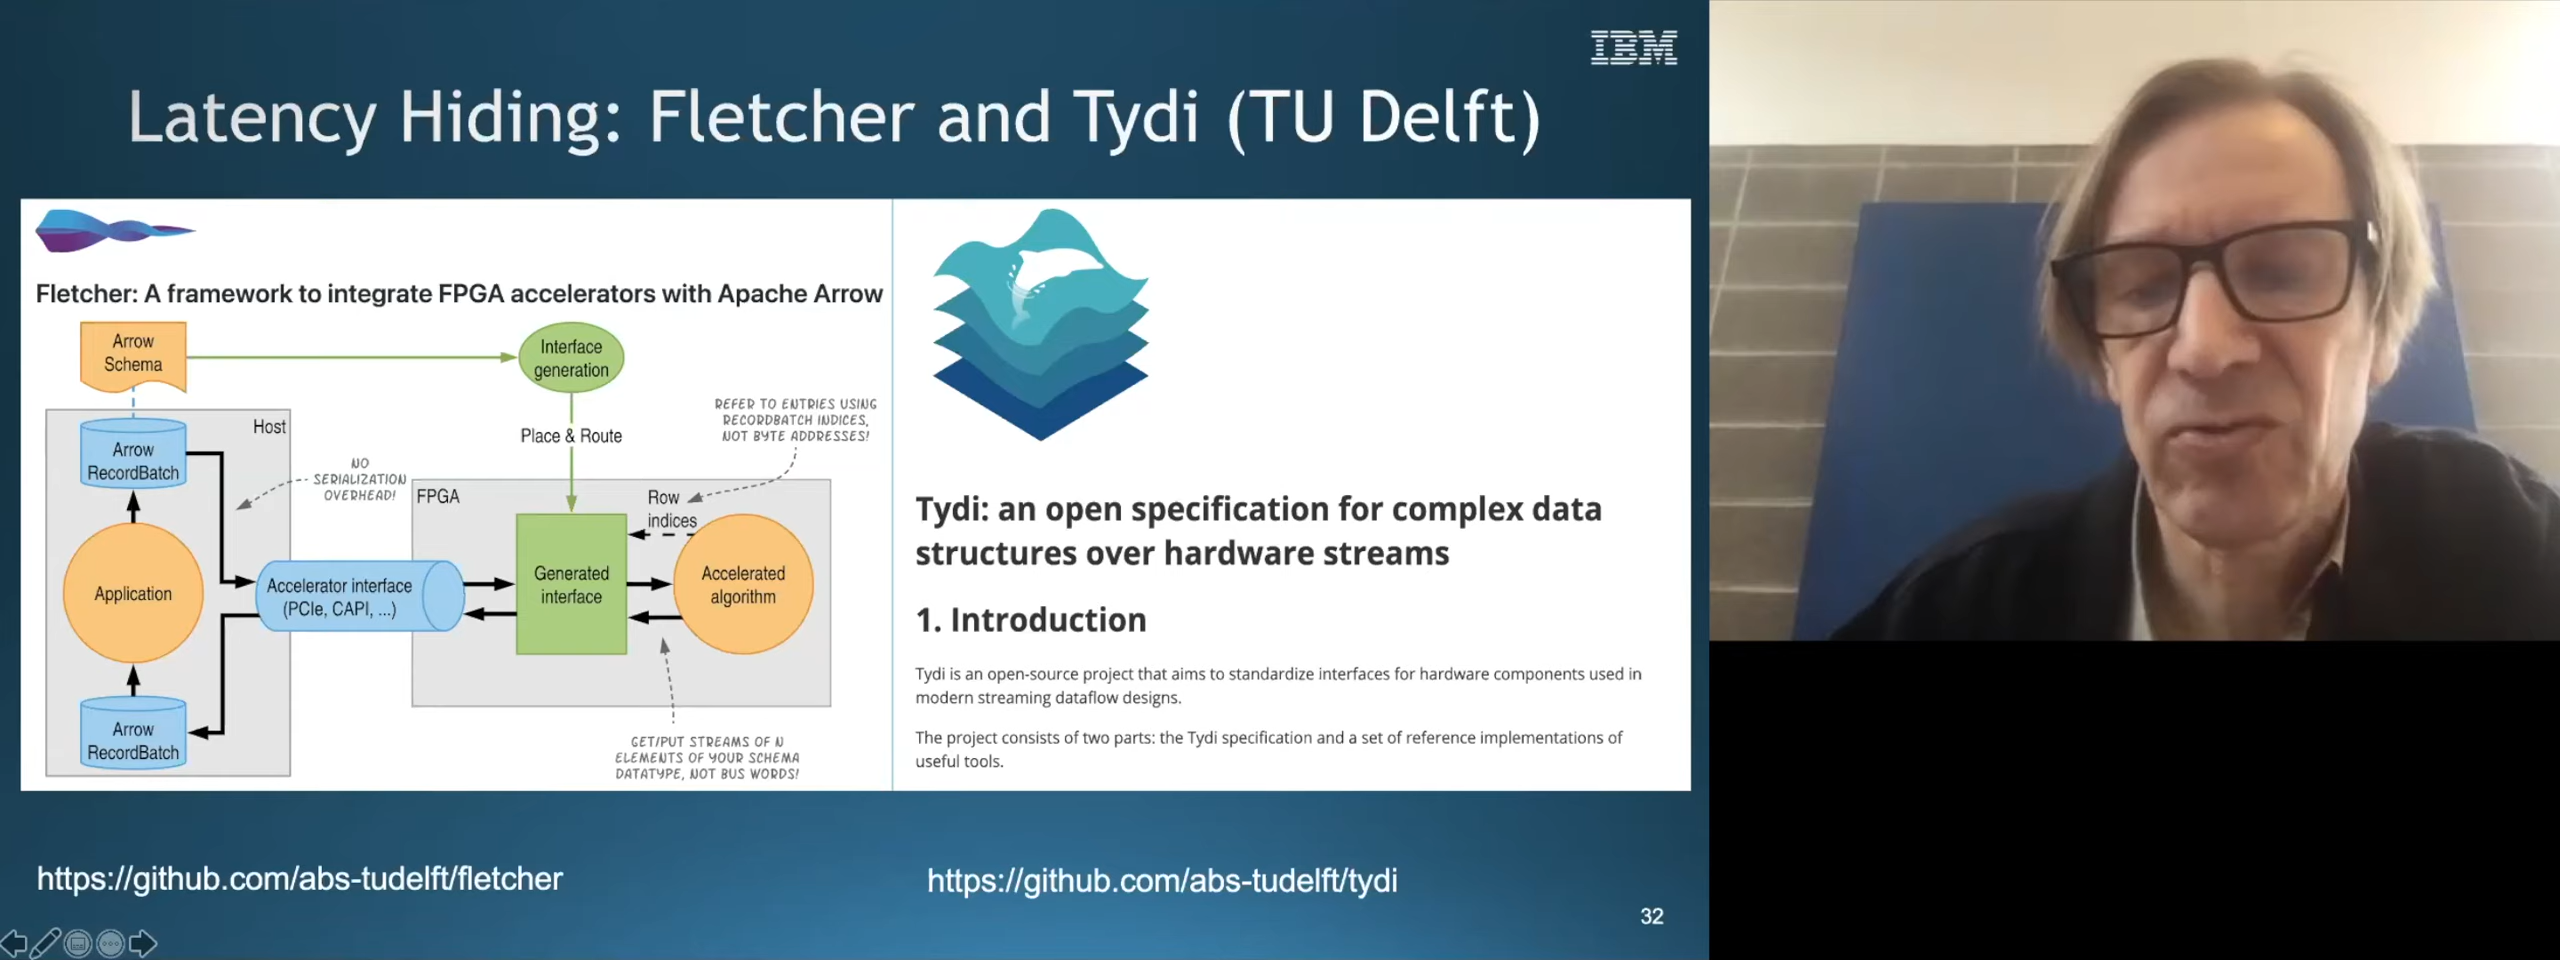 IBM
Latency Hiding: Fletcher and Tydi (TU Delft)
Fletcher: A framework to integrate FPGA accelerators with Apache Arrow
Arrow
Schema
Interface
generation
REFER TO ENTRIES USING
RECORDBATCH INDICES,
NOT BYTE ADDRESSES!
Host
Place & Route
Arrow
RecordBatch
NO
SERIALIZATION
OVERHEAD!
FPGA
Row
indices
Application
Accelerator interface
(PCIe, CAPI, ...)
Generated
interface
Accelerated
algorithm
Arrow
RecordBatch
GET/PUT STREAMS OF N
ELEMENTS OF YOUR SCHEMA
DATATYPE, NOT BUS WORDS!
Tydi: an open specification for complex data
structures over hardware streams
1. Introduction
Tydi is an open-source project that aims to standardize interfaces for hardware components used in
modern streaming dataflow designs.
The project consists of two parts: the Tydi specification and a set of reference implementations of
useful tools.
https://github.com/abs-tudelft/fletcher
https://github.com/abs-tudelft/tydi
32